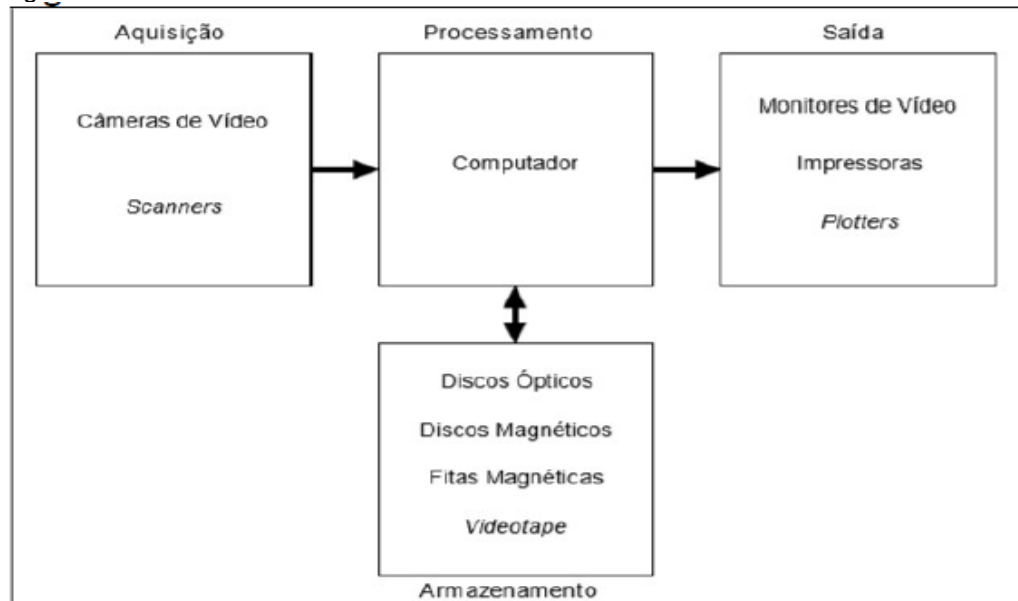 Aquisição
Câmeras de Vídeo
Scanners
Processamento
Computador
Saída
Monitores de Vídeo
Impressoras
Plotters
Discos Ópticos
Discos Magnéticos
Fitas Magnéticas
Videotape
Armazenamento